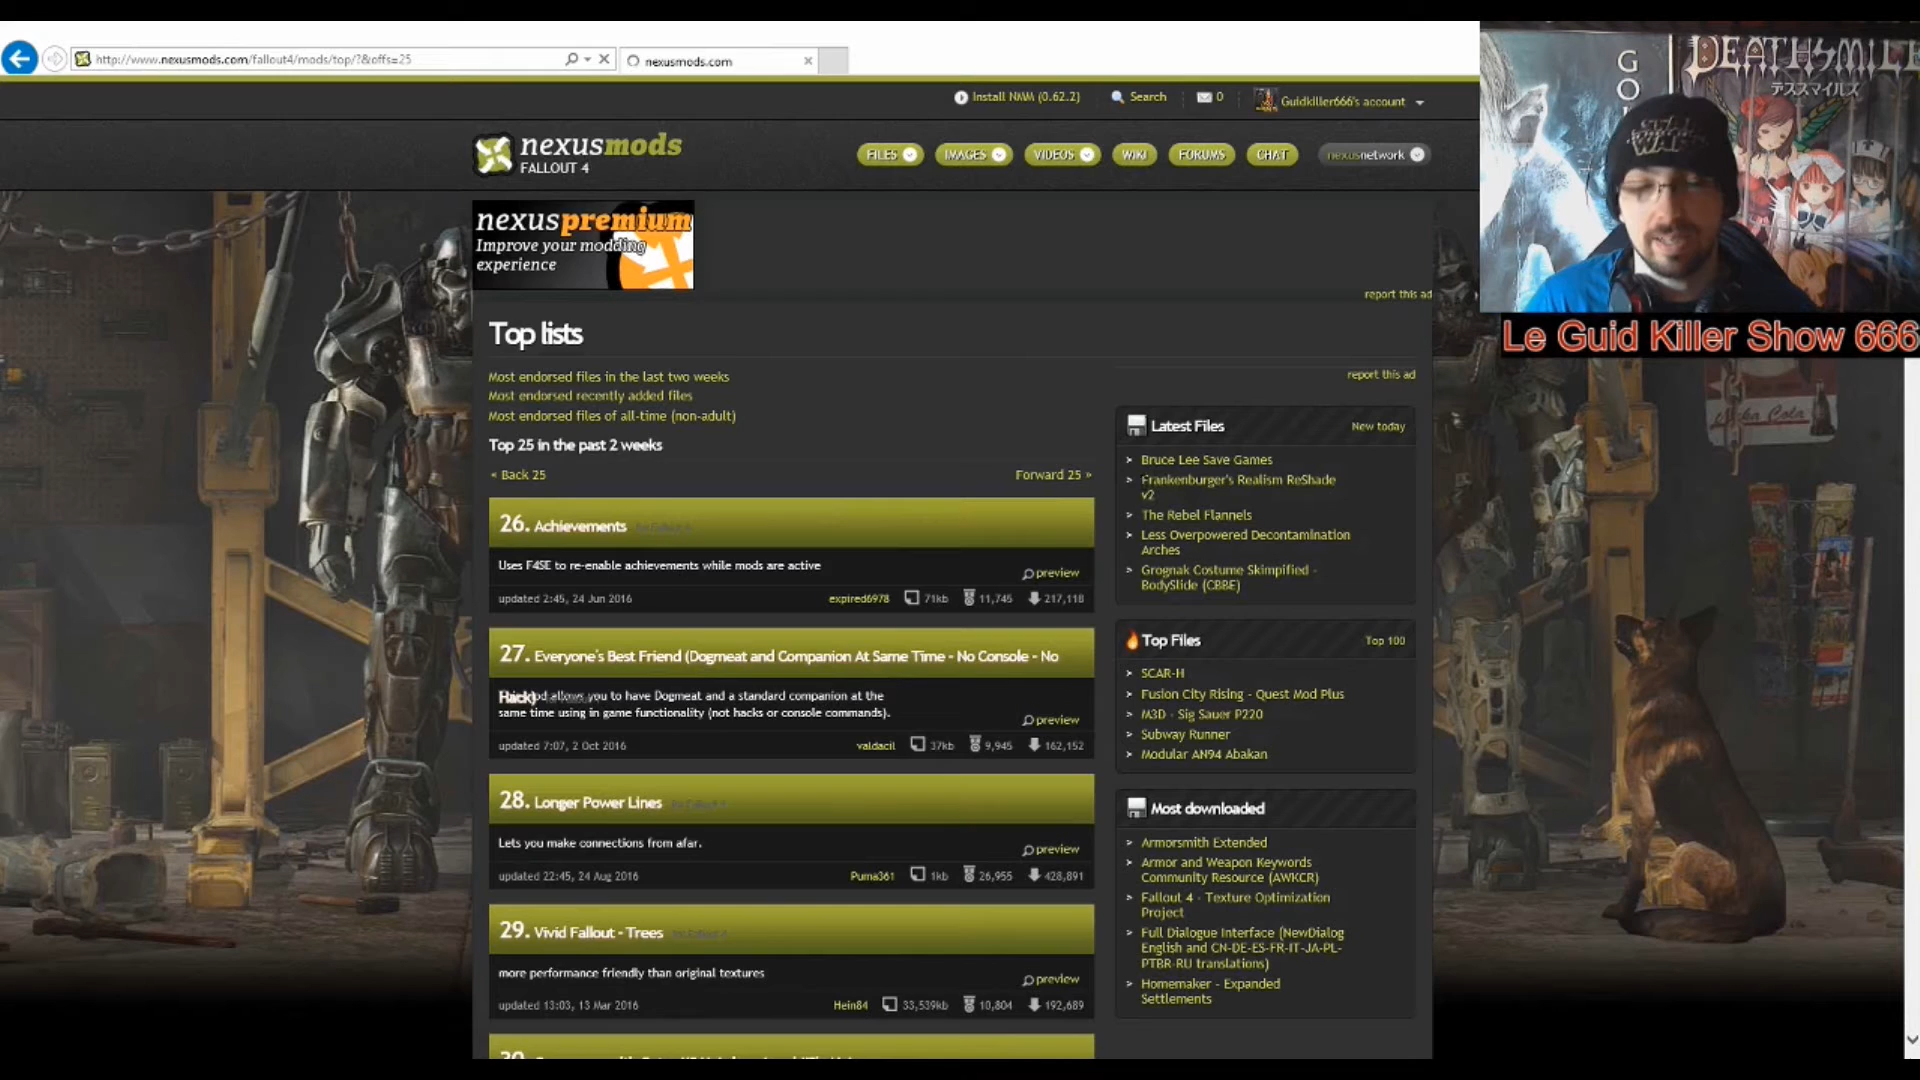 http://www.nexusmods.com/fallout4/mods/top/?&offs=25
nexusmods.com
Install NMM (0.62.2)
Search
0
Guidkiller666's account
nexusmods
FALLOUT 4
FILES
IMAGES
VIDEOS
WIKI
FORUMS
CHAT
nexusnetwork
nexuspremium
Improve your modding
experience
report this ad
Top lists
Most endorsed files in the last two weeks
Most endorsed recently added files
Most endorsed files of all-time (non-adult)
Top 25 in the past 2 weeks
« Back 25
Forward 25 »
26. Achievements
Uses F4SE to re-enable achievements while mods are active
preview
updated 2:45, 24 Jun 2016
expired6978
71kb
11,745
217,118
27. Everyone's Best Friend (Dogmeat and Companion At Same Time - No Console - No
Hack)
allows you to have Dogmeat and a standard companion at the
same time using in game functionality (not hacks or console commands).
preview
updated 7:07, 2 Oct 2016
valdacil
37kb
9,945
162,152
28. Longer Power Lines
Lets you make connections from afar.
preview
updated 22:45, 24 Aug 2016
Puma361
1kb
26,955
428,891
29. Vivid Fallout - Trees
more performance friendly than original textures
preview
updated 13:03, 13 Mar 2016
Hein84
33,539kb
10,804
192,689
report this ad
Latest Files
New today
Bruce Lee Save Games
Frankenburger's Realism ReShade
v2
The Rebel Flannels
Less Overpowered Decontamination
Arches
Grognak Costume Skimpified -
BodySlide (CBBE)
Top Files
Top 100
SCAR-H
Fusion City Rising - Quest Mod Plus
M3D - Sig Sauer P220
Subway Runner
Modular AN94 Abakan
Most downloaded
Armorsmith Extended
Armor and Weapon Keywords
Community Resource (AWKCR)
Fallout 4 - Texture Optimization
Project
Full Dialogue Interface (NewDialog
English and CN-DE-ES-FR-IT-JA-PL-
PTBR-RU translations)
Homemaker - Expanded
Settlements
GO
DEATHSMILE
デススマイルズ
STAR
WARS
Le Guid Killer Show 666